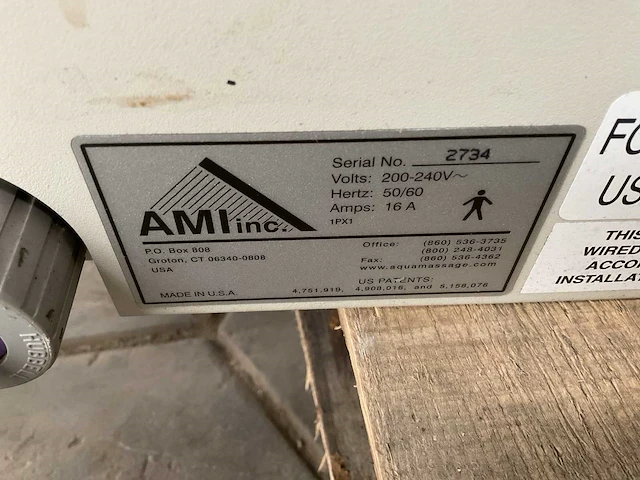 AMI inc.
P.O. Box 808
Groton, CT 06340-0808
USA
MADE IN U.S.A.
Serial No. 2734
Volts: 200-240V~
Hertz: 50/60
Amps: 16 A
1PX1
Office: (860) 536-3735
(800) 248-4031
Fax: (860) 536-4362
www.aquamassage.com
US PATENTS:
4,751,919, 4,908,016, and 5,158,076
FO
US
THIS
WIRED
ACCO
INSTALLAT
HUBBELL